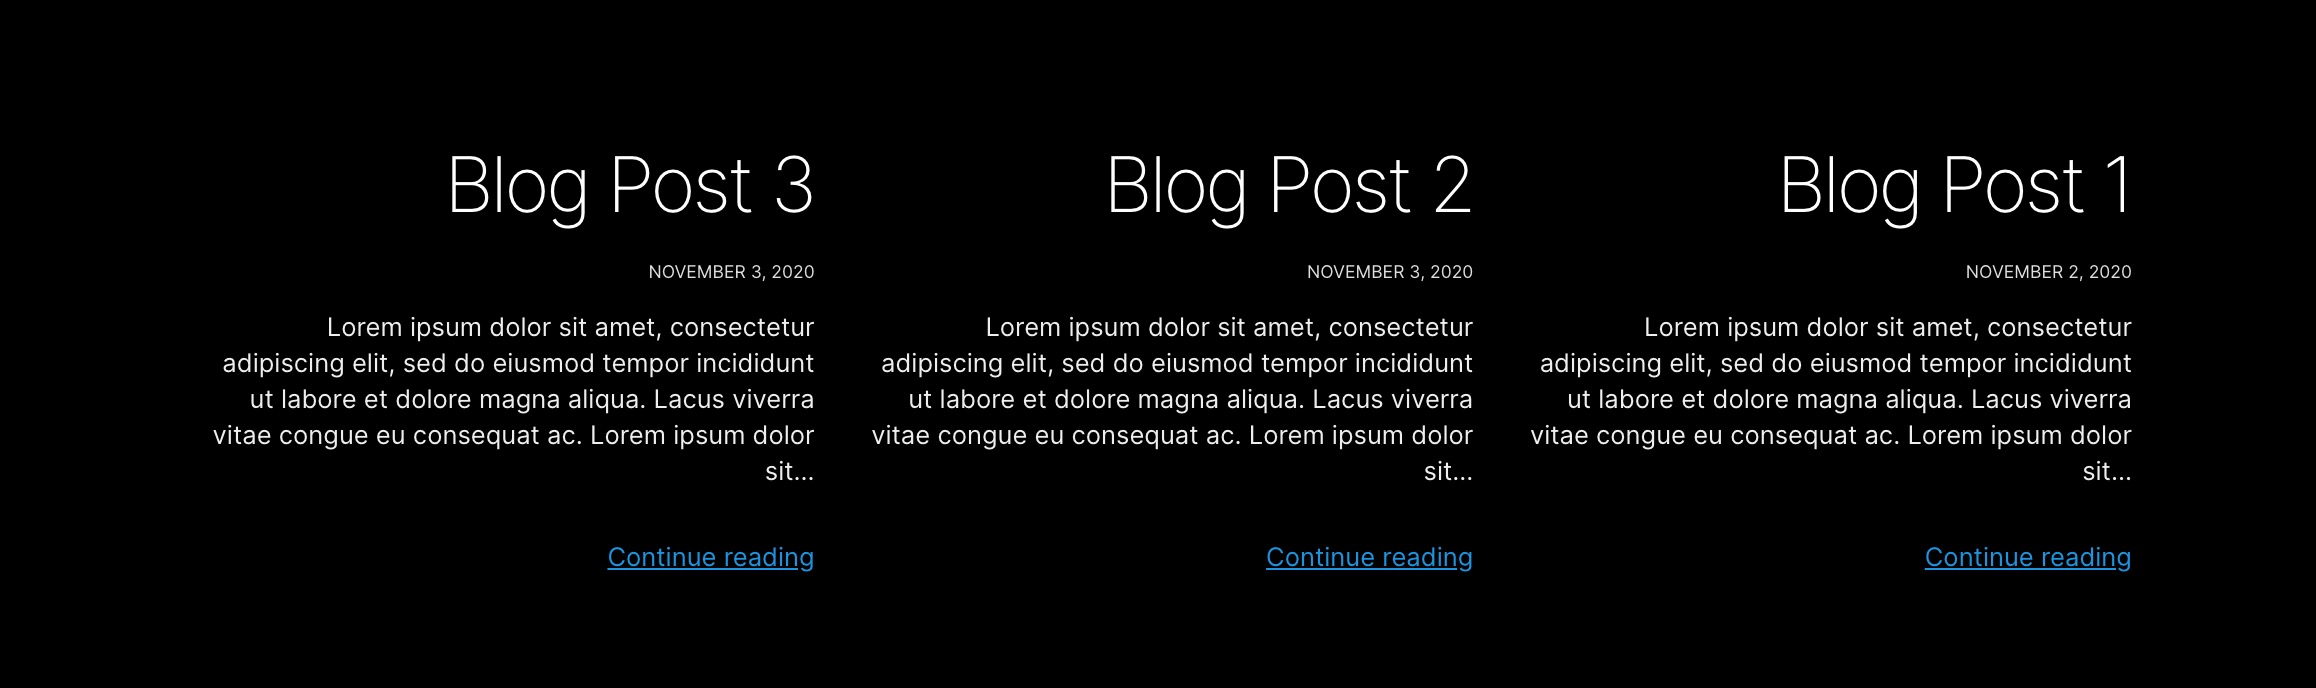 Blog Post 3
NOVEMBER 3, 2020
Lorem ipsum dolor sit amet, consectetur
adipiscing elit, sed do eiusmod tempor incididunt
ut labore et dolore magna aliqua. Lacus viverra
vitae congue eu consequat ac. Lorem ipsum dolor
sit...
Continue reading
Blog Post 2
NOVEMBER 3, 2020
Lorem ipsum dolor sit amet, consectetur
adipiscing elit, sed do eiusmod tempor incididunt
ut labore et dolore magna aliqua. Lacus viverra
vitae congue eu consequat ac. Lorem ipsum dolor
sit...
Continue reading
Blog Post 1
NOVEMBER 2, 2020
Lorem ipsum dolor sit amet, consectetur
adipiscing elit, sed do eiusmod tempor incididunt
ut labore et dolore magna aliqua. Lacus viverra
vitae congue eu consequat ac. Lorem ipsum dolor
sit...
Continue reading